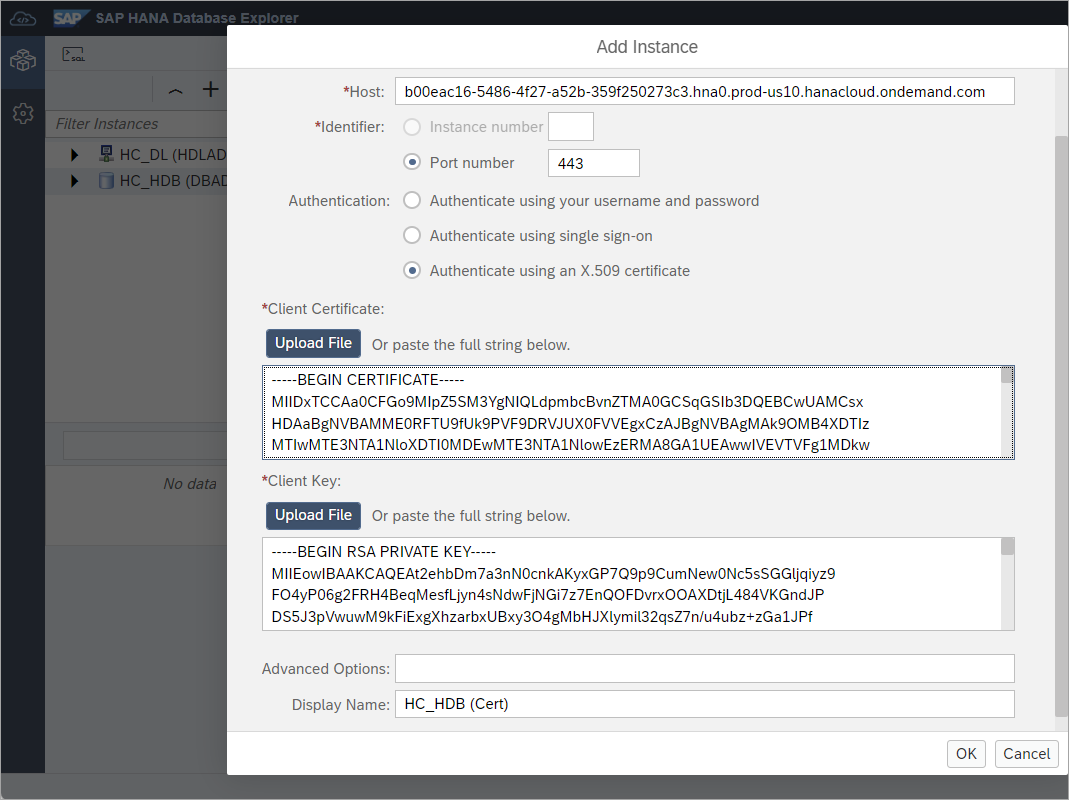 SAP SAP HANA Database Explorer
Add Instance
*Host: b00eac16-5486-4f27-a52b-359f250273c3.hna0.prod-us10.hanacloud.ondemand.com
*Identifier: Instance number
Port number 443
Authentication: Authenticate using your username and password
Authenticate using single sign-on
Authenticate using an X.509 certificate
*Client Certificate:
Upload File Or paste the full string below.
-----BEGIN CERTIFICATE-----
MIIDxTCCAa0CFGo9MIpZ5SM3YgNIQLdpmbcBvnZTMA0GCSqGSIb3DQEBCwUAMCsx
HDAaBgNVBAMME0RFTU9fUk9PVF9DRVJUX0FVVEgxCzAJBgNVBAgMAk9OMB4XDTIz
MTIwMTE3NTA1NloXDTI0MDEwMTE3NTA1NlowEzERMA8GA1UEAwwIVEVTVFg1MDkw
*Client Key:
Upload File Or paste the full string below.
-----BEGIN RSA PRIVATE KEY-----
MIIEowIBAAKCAQEAt2ehbDm7a3nN0cnkAKyxGP7Q9p9CumNew0Nc5sSGGljqiyz9
FO4yP06g2FRH4BeqMesfLjyn4sNdwFjNGi7z7EnQOFDvrxOOAXDtjL484VKGndJP
DS5J3pVwuwM9kFiExgXhzarbxUBxy3O4gMbHJXlymil32qsZ7n/u4ubz+zGa1JPf
Advanced Options:
Display Name: HC_HDB (Cert)
OK Cancel
SQL
Filter Instances
HC_DL (HDLAD
HC_HDB (DBAD
No data